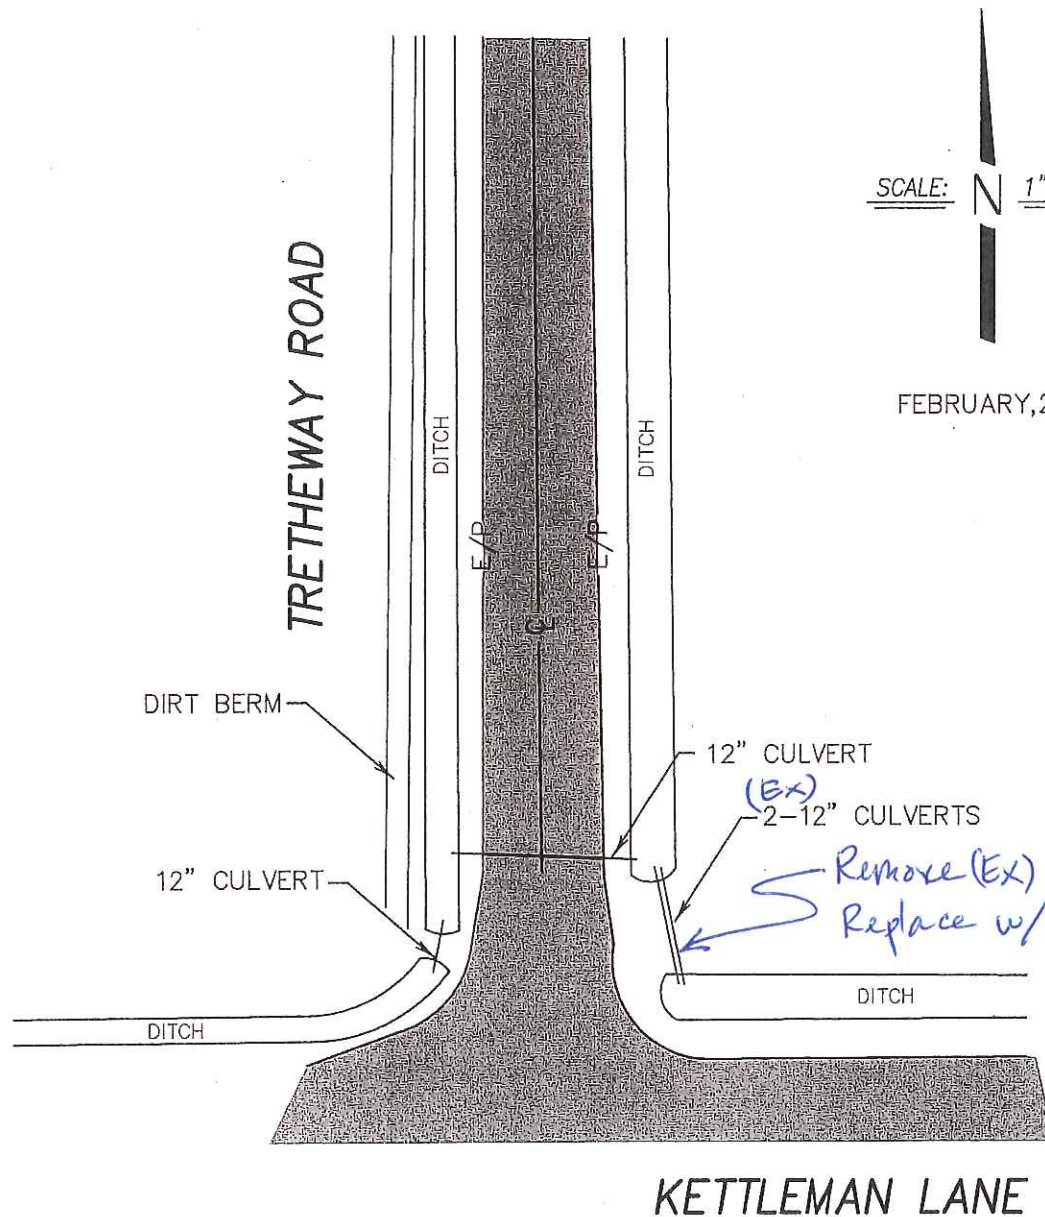 SCALE: N 1"
FEBRUARY,2
TRETHEWAY ROAD
DITCH
DITCH
E/P
E/P
CL
DIRT BERM
12" CULVERT
(Ex)
2-12" CULVERTS
12" CULVERT
Remove (Ex)
Replace w/
DITCH
DITCH
KETTLEMAN LANE